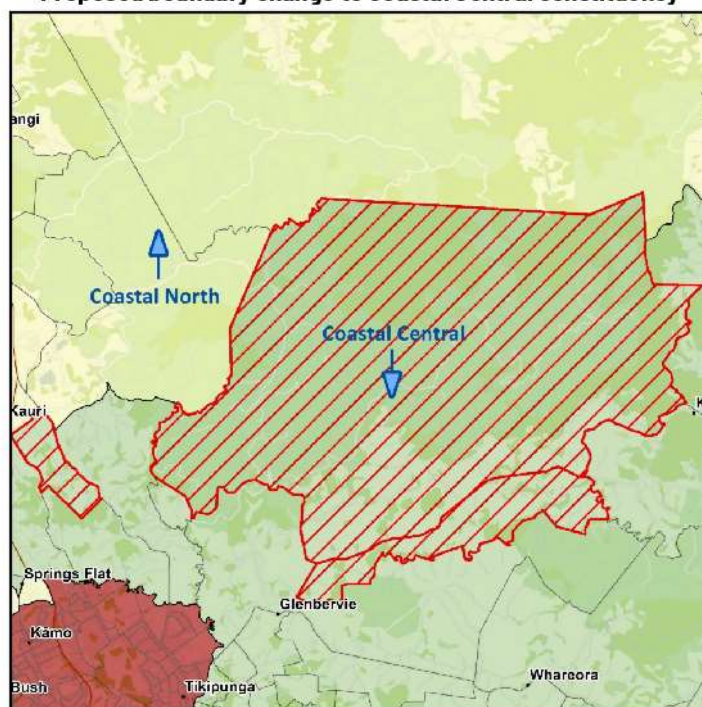 Proposed boundary change to Coastal Central constituency
angi
Coastal North
Coastal Central
Kauri
K
Springs Flat
Glenbervie
Kamo
Whareora
Bush
Tikipunga